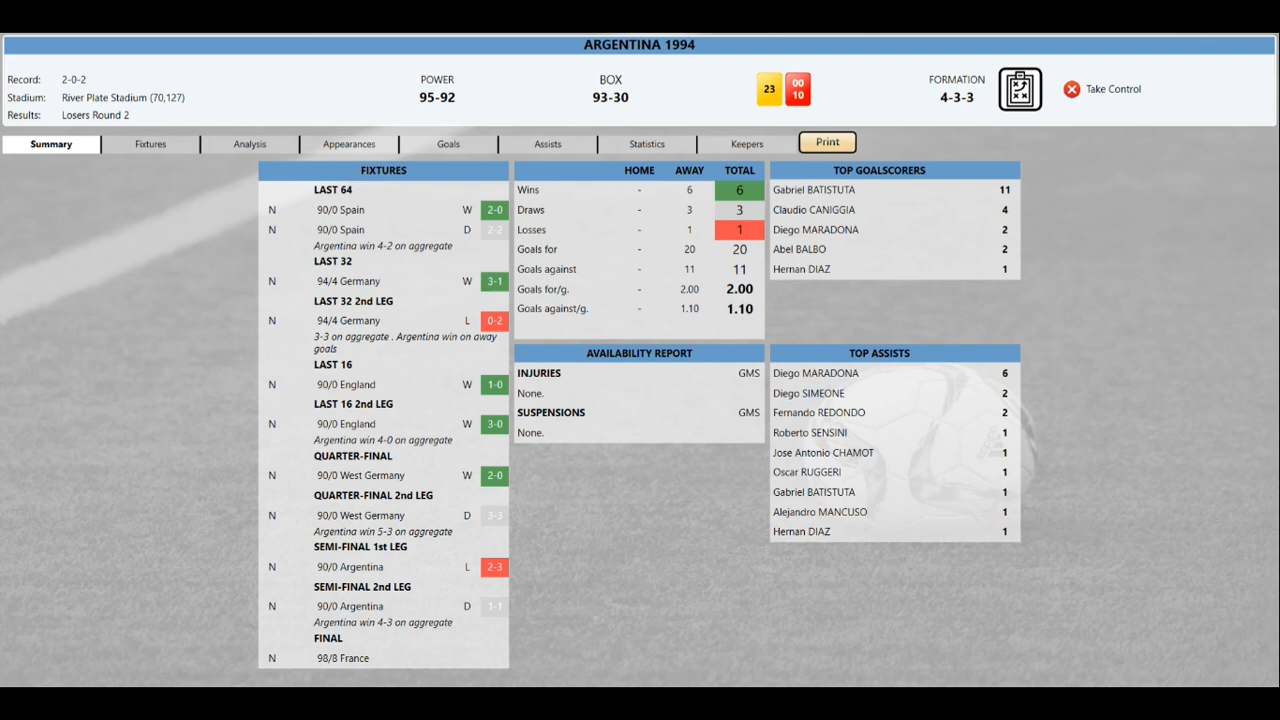 ARGENTINA 1994
Record: 2-0-2
Stadium: River Plate Stadium (70,127)
Results: Losers Round 2
POWER
95-92
BOX
93-30
23
00
10
FORMATION
4-3-3
Take Control
Summary Fixtures Analysis Appearances Goals Assists Statistics Keepers Print
FIXTURES
LAST 64
N 90/0 Spain W 2-0
N 90/0 Spain D 2-2
Argentina win 4-2 on aggregate
LAST 32
N 94/4 Germany W 3-1
LAST 32 2nd LEG
N 94/4 Germany L 0-2
3-3 on aggregate . Argentina win on away
goals
LAST 16
N 90/0 England W 1-0
LAST 16 2nd LEG
N 90/0 England W 3-0
Argentina win 4-0 on aggregate
QUARTER-FINAL
N 90/0 West Germany W 2-0
QUARTER-FINAL 2nd LEG
N 90/0 West Germany D 3-3
Argentina win 5-3 on aggregate
SEMI-FINAL 1st LEG
N 90/0 Argentina L 2-3
SEMI-FINAL 2nd LEG
N 90/0 Argentina D 1-1
Argentina win 4-3 on aggregate
FINAL
N 98/8 France
HOME AWAY TOTAL
Wins - 6 6
Draws - 3 3
Losses - 1 1
Goals for - 20 20
Goals against - 11 11
Goals for/g. - 2.00 2.00
Goals against/g. - 1.10 1.10
AVAILABILITY REPORT
INJURIES GMS
None.
SUSPENSIONS GMS
None.
TOP GOALSCORERS
Gabriel BATISTUTA 11
Claudio CANIGGIA 4
Diego MARADONA 2
Abel BALBO 2
Hernan DIAZ 1
TOP ASSISTS
Diego MARADONA 6
Diego SIMEONE 2
Fernando REDONDO 2
Roberto SENSINI 1
Jose Antonio CHAMOT 1
Oscar RUGGERI 1
Gabriel BATISTUTA 1
Alejandro MANCUSO 1
Hernan DIAZ 1